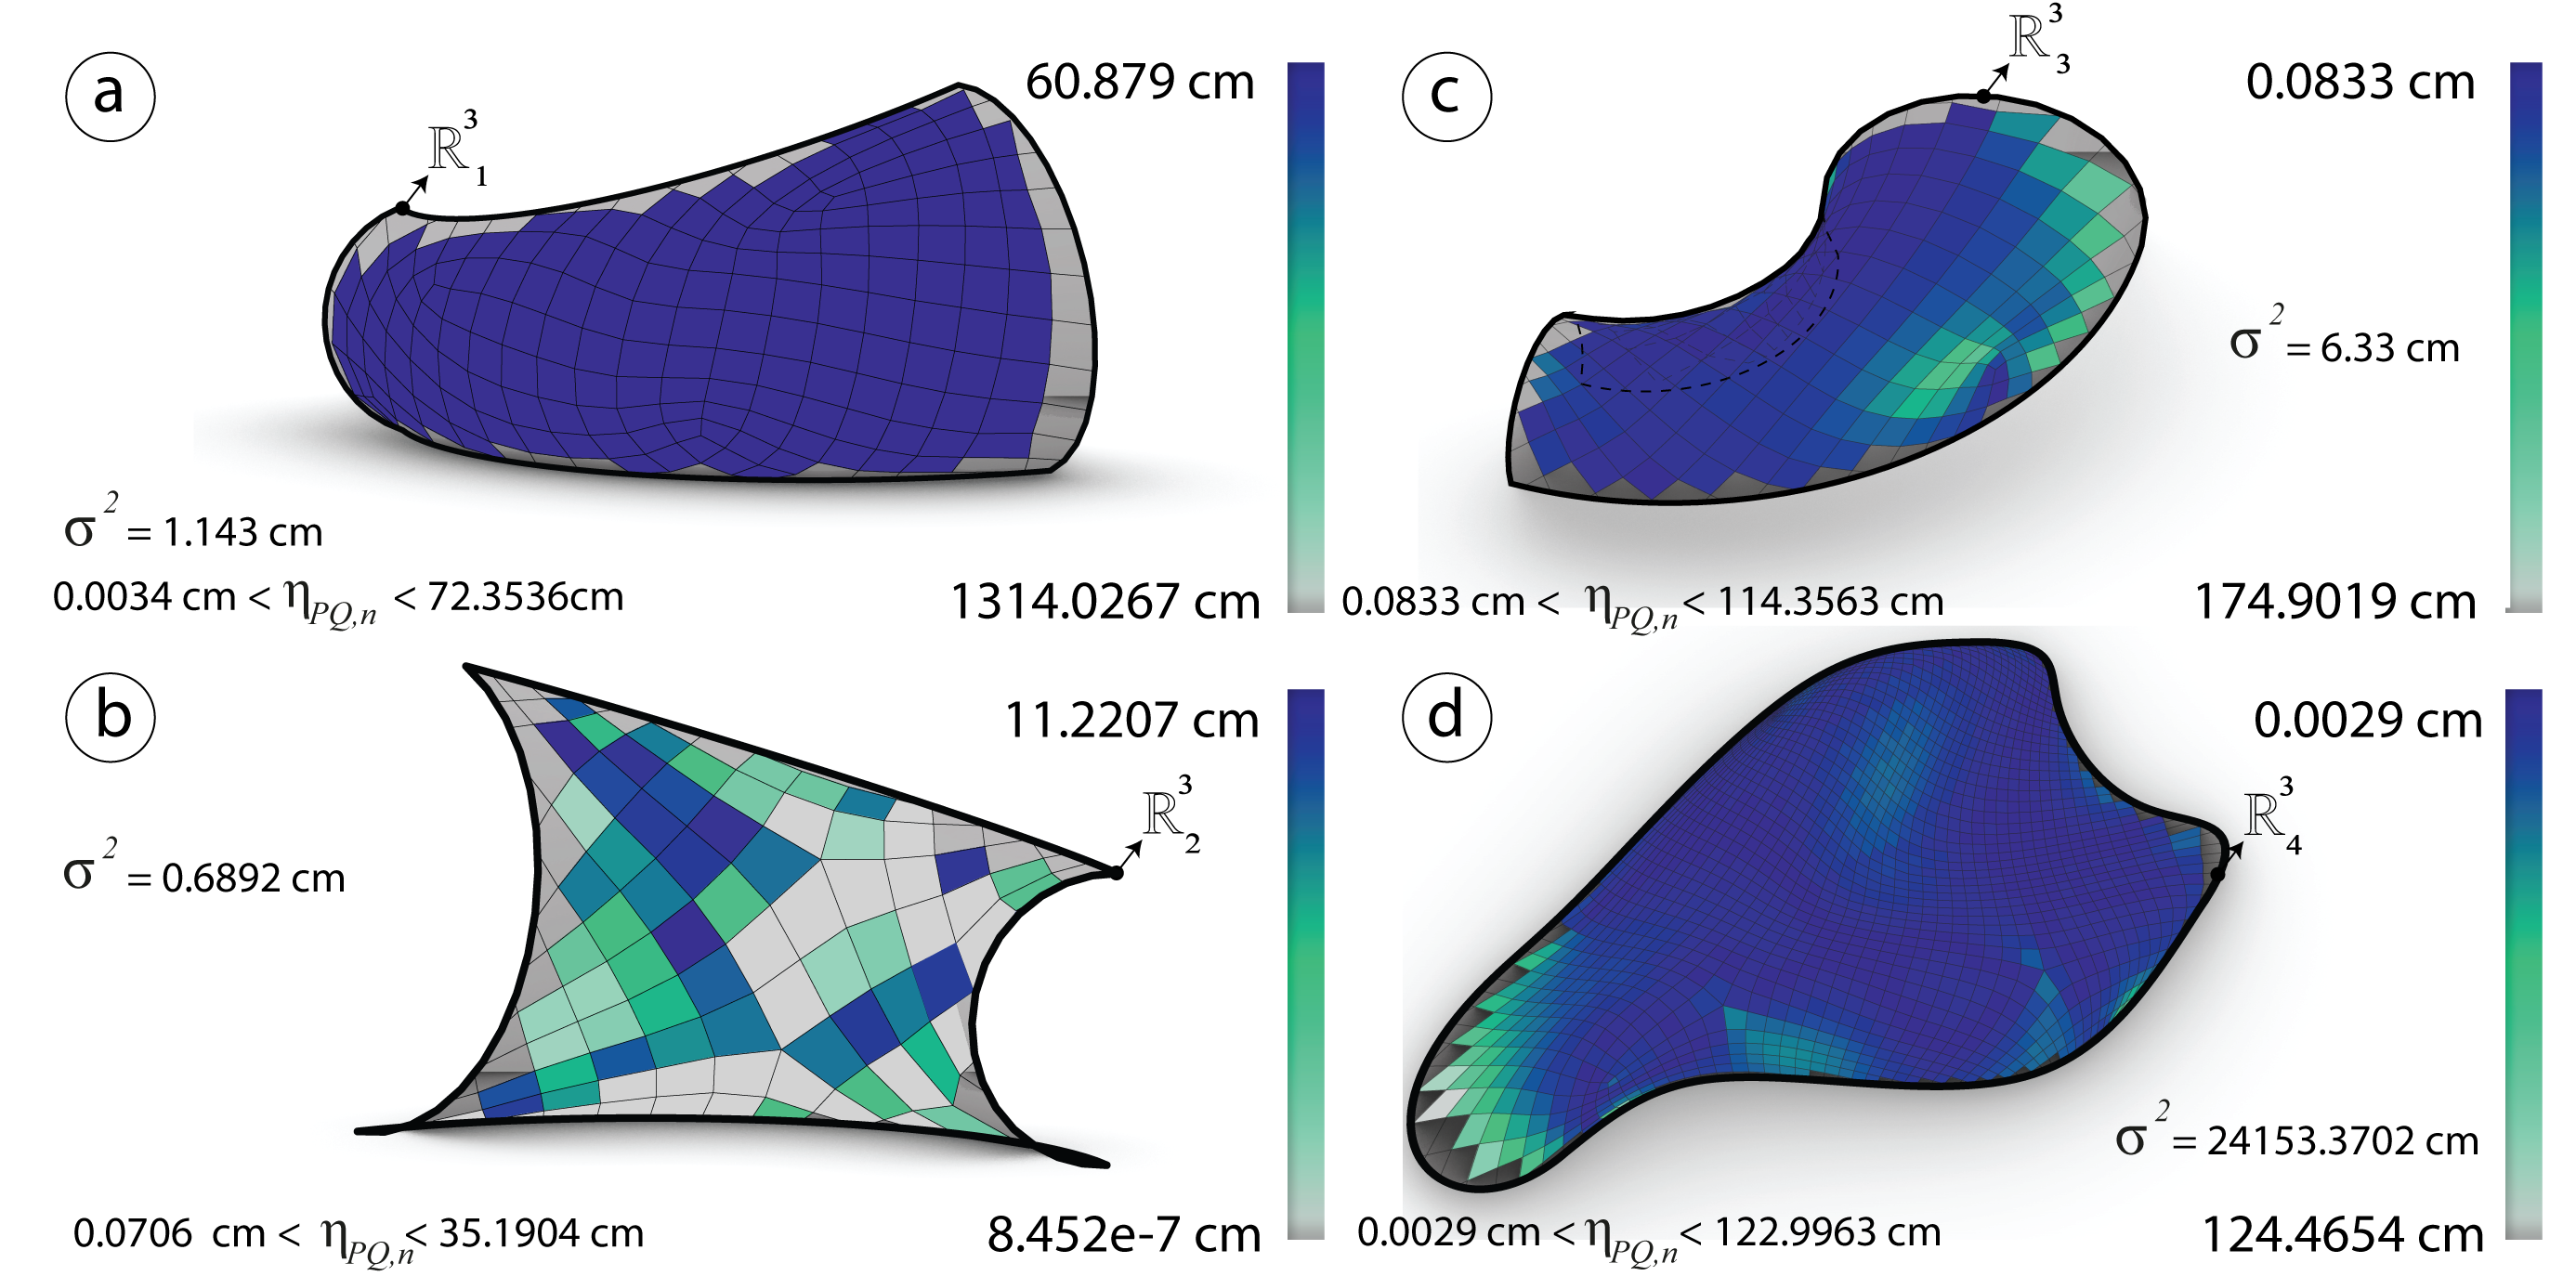 a
ℝ³₁
60.879 cm
σ² = 1.143 cm
0.0034 cm < η_PQ,n < 72.3536cm
1314.0267 cm
c
ℝ³₃
0.0833 cm
σ² = 6.33 cm
0.0833 cm < η_PQ,n < 114.3563 cm
174.9019 cm
b
11.2207 cm
ℝ³₂
σ² = 0.6892 cm
0.0706 cm < η_PQ,n < 35.1904 cm
8.452e-7 cm
d
0.0029 cm
ℝ³₄
σ² = 24153.3702 cm
0.0029 cm < η_PQ,n < 122.9963 cm
124.4654 cm